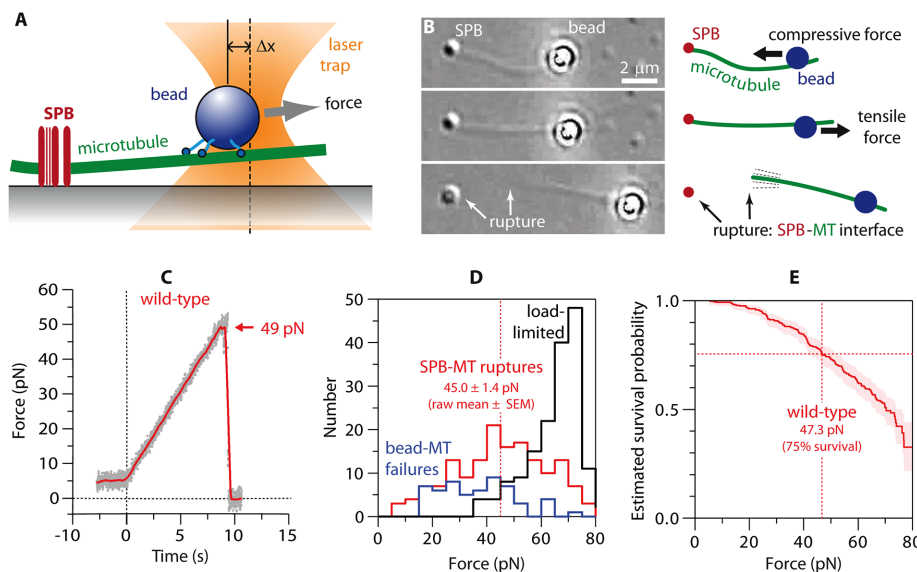 A
Δx
laser
trap
bead
force
SPB
microtubule
B
SPB
bead
2 μm
rupture
SPB
compressive force
microtubule
bead
tensile
force
rupture: SPB-MT interface
C
wild-type
49 pN
Force (pN)
60
50
40
30
20
10
0
-10
0
5
10
15
Time (s)
D
load-
limited
SPB-MT ruptures
45.0 ± 1.4 pN
(raw mean ± SEM)
bead-MT
failures
Number
50
40
30
20
10
0
0
20
40
60
80
Force (pN)
E
Estimated survival probability
1.0
0.5
0.0
wild-type
47.3 pN
(75% survival)
0
20
40
60
80
Force (pN)